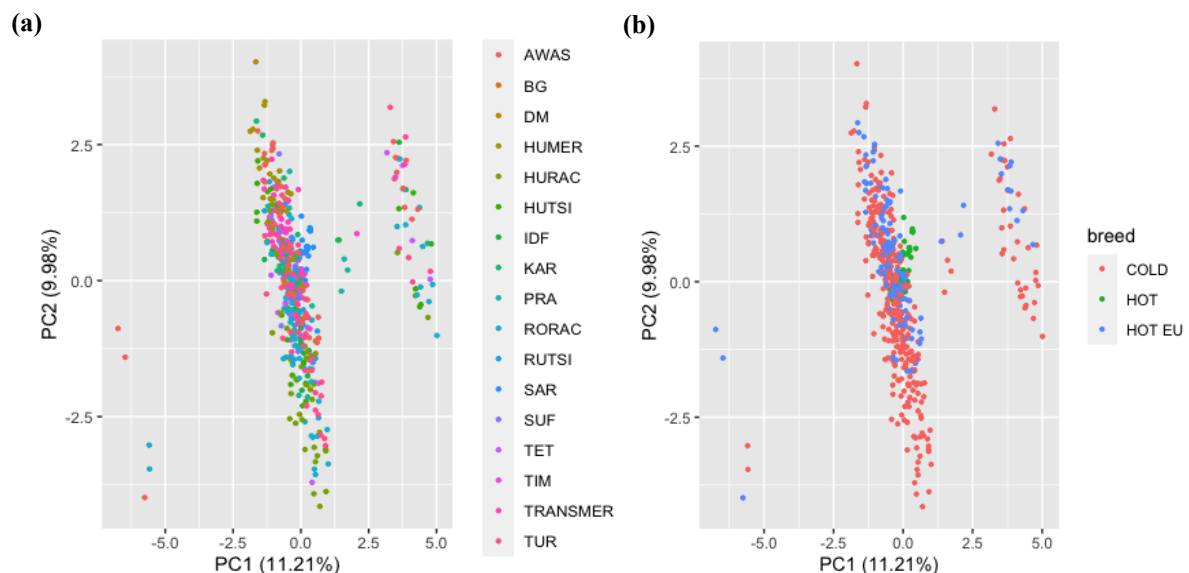 (a)
PC2 (9.98%)
2.5
0.0
-2.5
-5.0
-2.5
0.0
2.5
5.0
PC1 (11.21%)
AWAS
BG
DM
HUMER
HURAC
HUTSI
IDF
KAR
PRA
RORAC
RUTSI
SAR
SUF
TET
TIM
TRANSMER
TUR
(b)
PC2 (9.98%)
2.5
0.0
-2.5
-5.0
-2.5
0.0
2.5
5.0
PC1 (11.21%)
breed
COLD
HOT
HOT EU